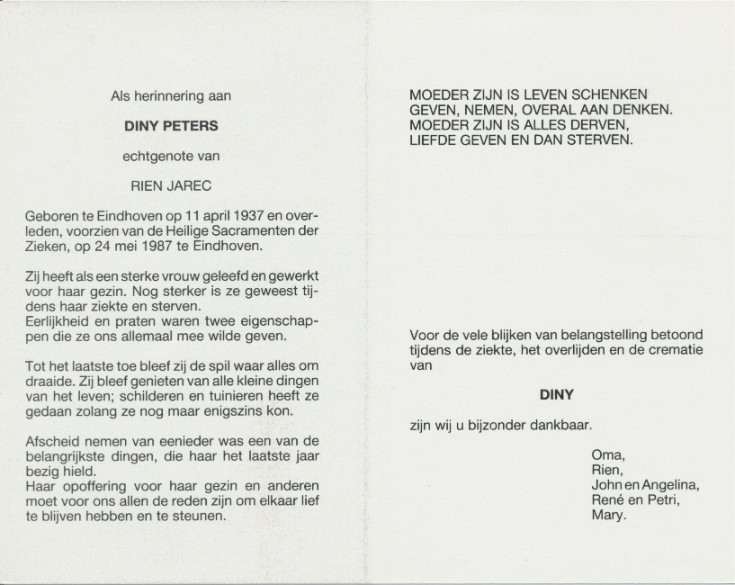 Als herinnering aan
DINY PETERS
echtgenote van
RIEN JAREC
Geboren te Eindhoven op 11 april 1937 en over-
leden, voorzien van de Heilige Sacramenten der
Zieken, op 24 mei 1987 te Eindhoven.
Zij heeft als een sterke vrouw geleefd en gewerkt
voor haar gezin. Nog sterker is ze geweest tij-
dens haar ziekte en sterven.
Eerlijkheid en praten waren twee eigenschap-
pen die ze ons allemaal mee wilde geven.
Tot het laatste toe bleef zij de spil waar alles om
draaide. Zij bleef genieten van alle kleine dingen
van het leven; schilderen en tuinieren heeft ze
gedaan zolang ze nog maar enigszins kon.
Afscheid nemen van eenieder was een van de
belangrijkste dingen, die haar het laatste jaar
bezig hield.
Haar opoffering voor haar gezin en anderen
moet voor ons allen de reden zijn om elkaar lief
te blijven hebben en te steunen.
MOEDER ZIJN IS LEVEN SCHENKEN
GEVEN, NEMEN, OVERAL AAN DENKEN.
MOEDER ZIJN IS ALLES DERVEN,
LIEFDE GEVEN EN DAN STERVEN.
Voor de vele blijken van belangstelling betoond
tijdens de ziekte, het overlijden en de crematie
van
DINY
zijn wij u bijzonder dankbaar.
Oma,
Rien,
John en Angelina,
René en Petri,
Mary.